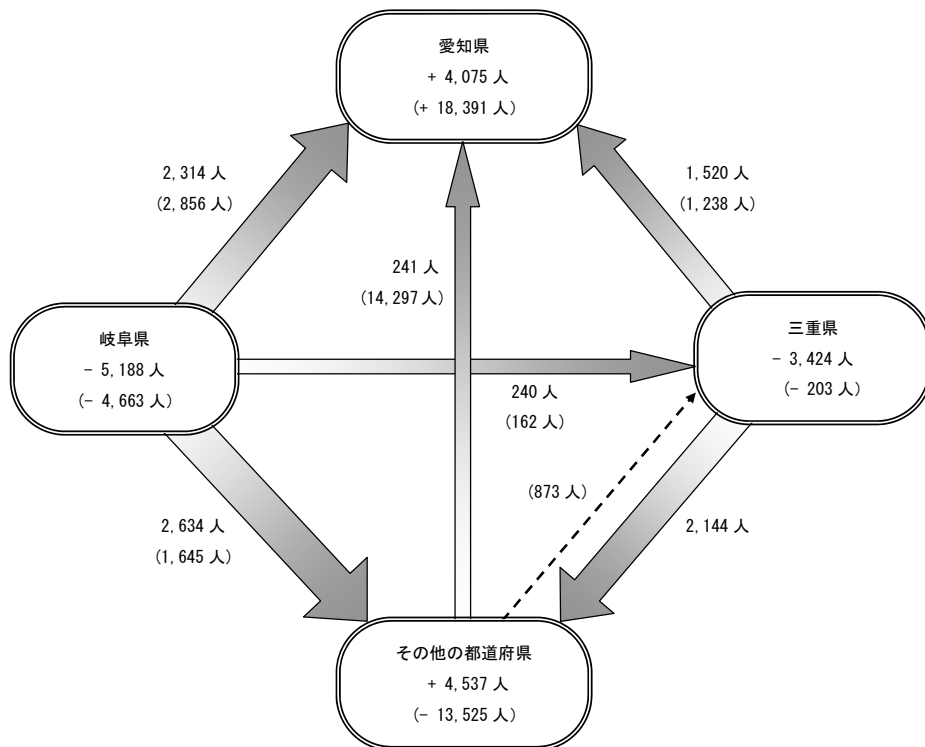 愛知県
+ 4,075 人
(+ 18,391 人)
2,314 人
(2,856 人)
1,520 人
(1,238 人)
241 人
(14,297 人)
岐阜県
- 5,188 人
(- 4,663 人)
三重県
- 3,424 人
(- 203 人)
240 人
(162 人)
(873 人)
2,634 人
(1,645 人)
2,144 人
その他の都道府県
+ 4,537 人
(- 13,525 人)